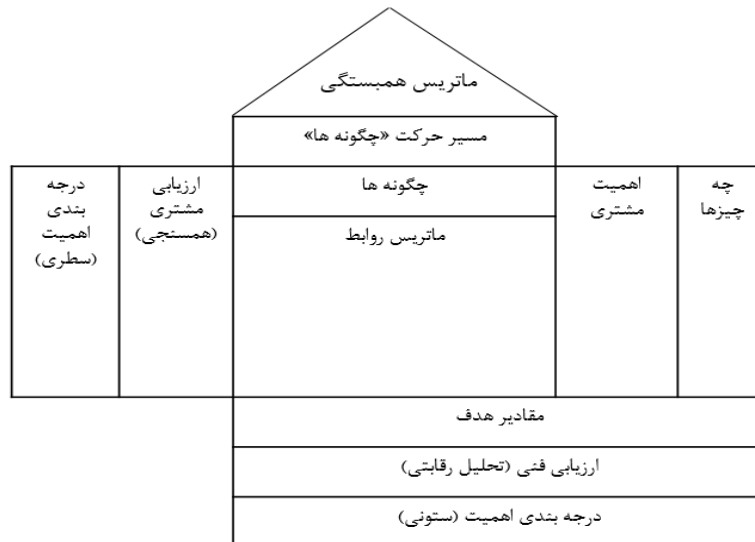 ماتریس همبستگی
مسیر حرکت «چگونه ها»
چه
چیزها
اهمیت
مشتری
چگونه ها
ارزیابی
مشتری
(همسنجی)
درجه
بندی
اهمیت
(سطری)
ماتریس روابط
مقادیر هدف
ارزیابی فنی (تحلیل رقابتی)
درجه بندی اهمیت (ستونی)